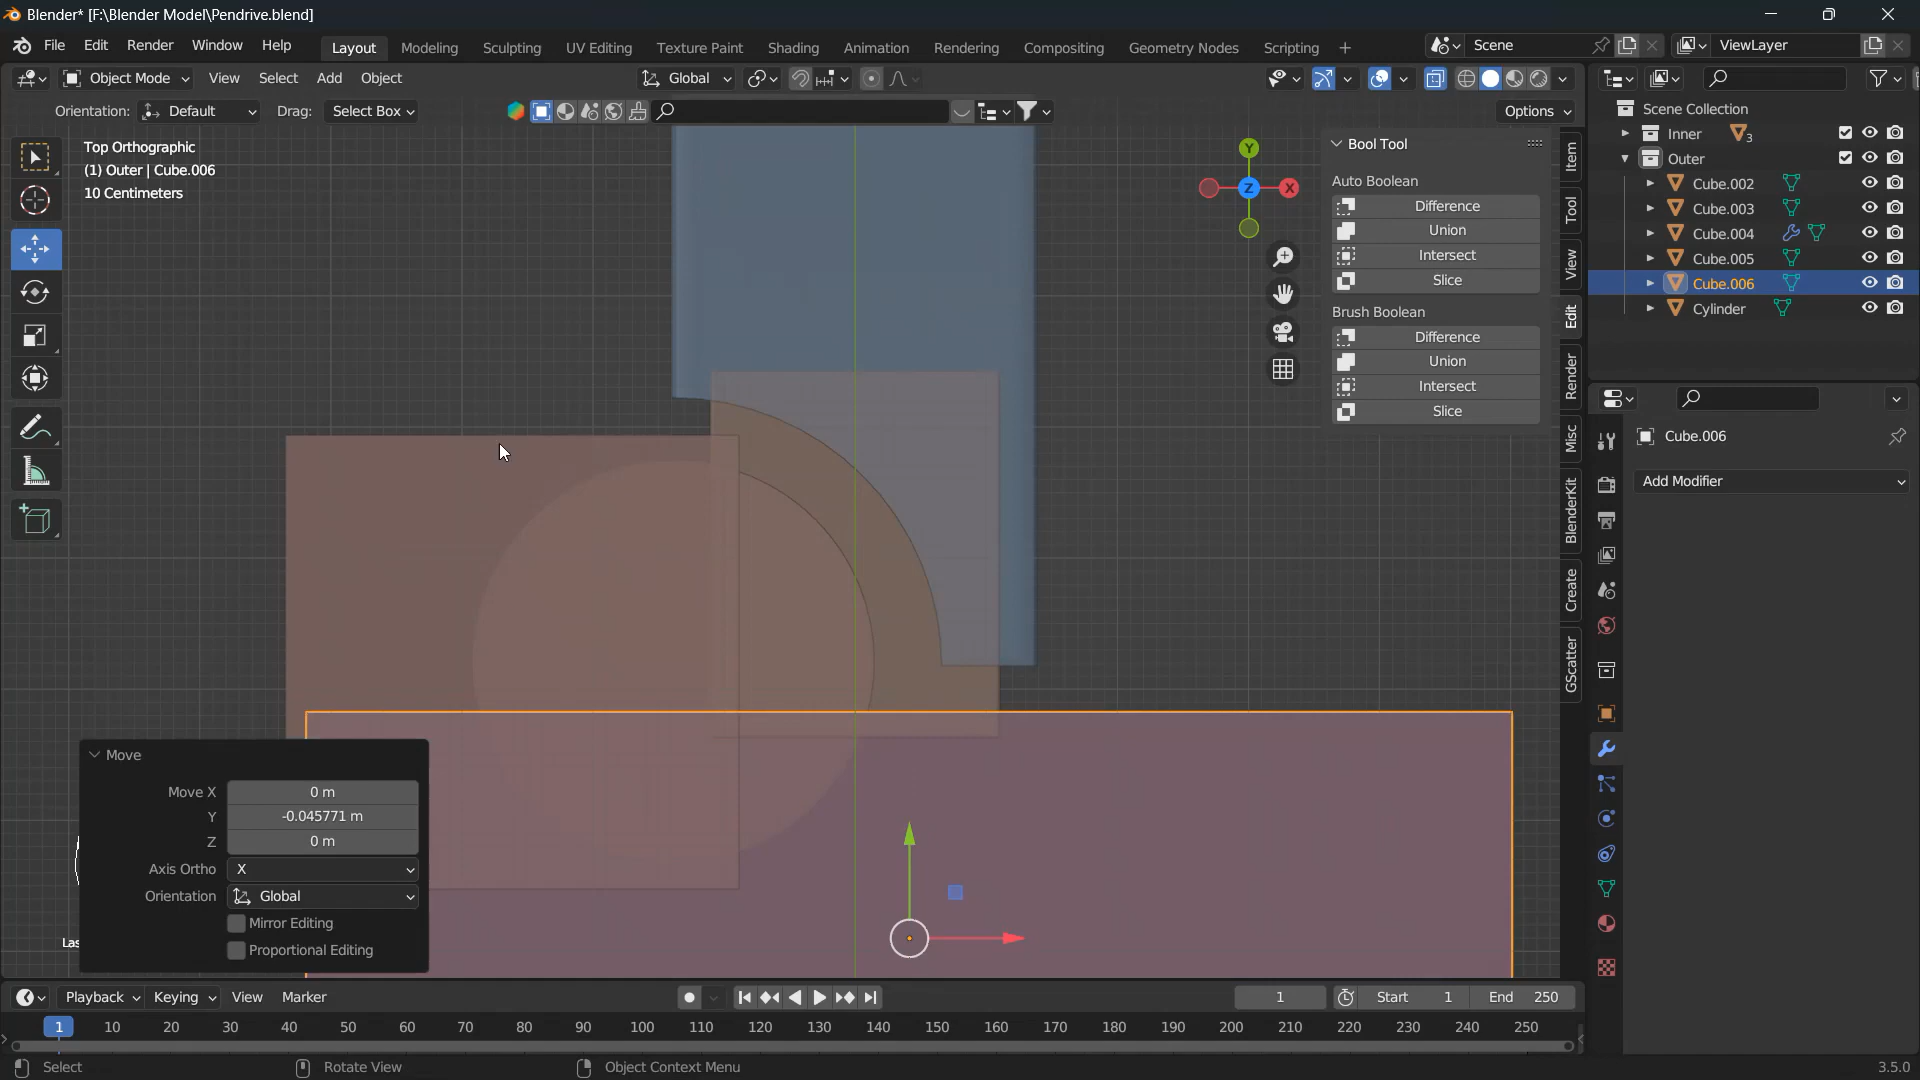 Blender* [F:\Blender Model\Pendrive.blend]
File Edit Render Window Help Layout Modeling Sculpting UV Editing Texture Paint Shading Animation Rendering Compositing Geometry Nodes Scripting + Scene ViewLayer
Object Mode View Select Add Object Global
Orientation: Default Drag: Select Box Options
Top Orthographic
(1) Outer | Cube.006
10 Centimeters
Y
X
Z
Bool Tool
Auto Boolean
Difference
Union
Intersect
Slice
Brush Boolean
Difference
Union
Intersect
Slice
Item
Tool
View
Edit
Render
Misc
BlenderKit
Create
GScatter
Scene Collection
Inner 3
Outer
Cube.002
Cube.003
Cube.004
Cube.005
Cube.006
Cylinder
Cube.006
Add Modifier
Move
Move X 0 m
Y -0.045771 m
Z 0 m
Axis Ortho X
Orientation Global
Mirror Editing
Proportional Editing
Las
Playback Keying View Marker 1 Start 1 End 250
1 10 20 30 40 50 60 70 80 90 100 110 120 130 140 150 160 170 180 190 200 210 220 230 240 250
Select Rotate View Object Context Menu 3.5.0